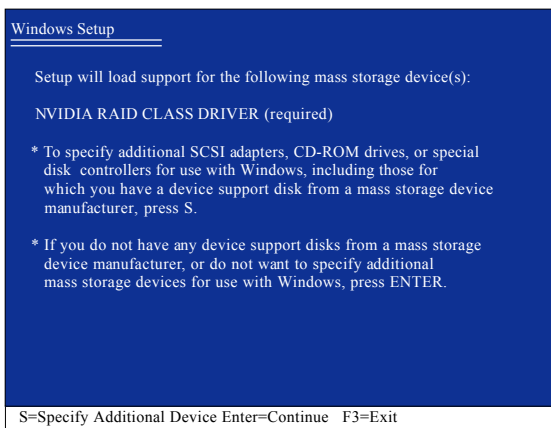 Windows Setup
Setup will load support for the following mass storage device(s):
NVIDIA RAID CLASS DRIVER (required)
* To specify additional SCSI adapters, CD-ROM drives, or special
disk controllers for use with Windows, including those for
which you have a device support disk from a mass storage device
manufacturer, press S.
* If you do not have any device support disks from a mass storage
device manufacturer, or do not want to specify additional
mass storage devices for use with Windows, press ENTER.
S=Specify Additional Device Enter=Continue F3=Exit